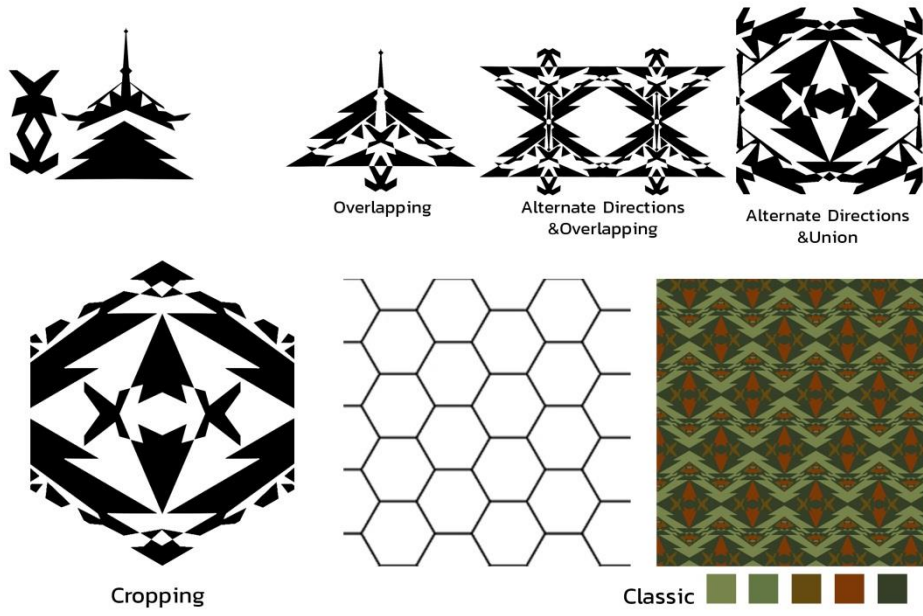 Overlapping
Alternate Directions
&Overlapping
Alternate Directions
&Union
Cropping
Classic